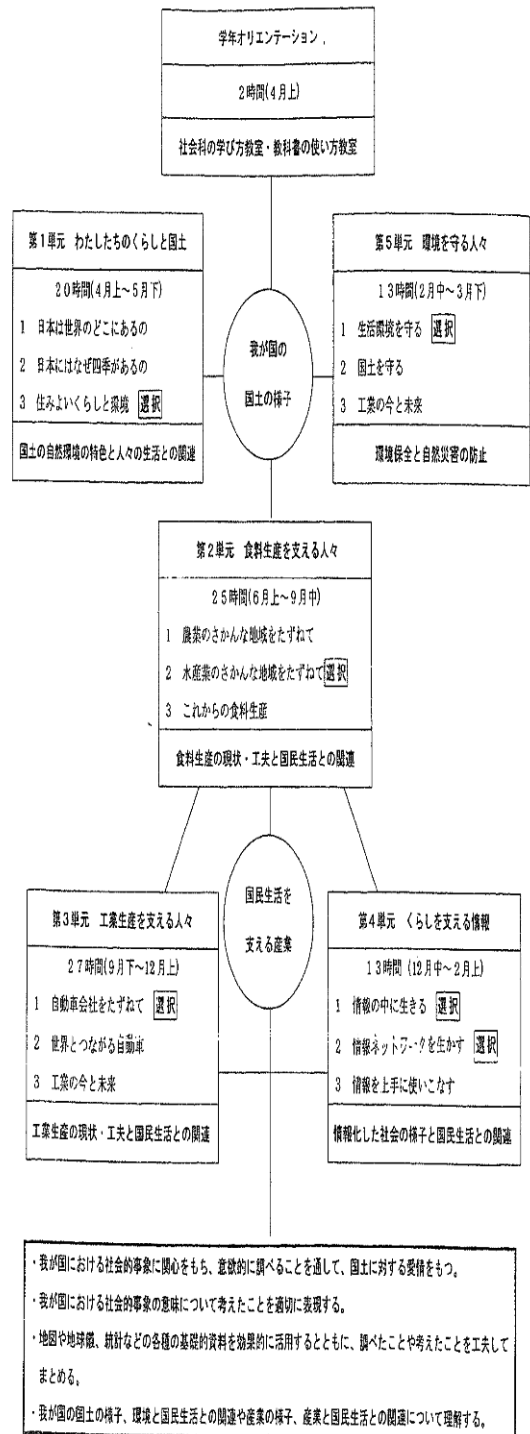 学年オリエンテーション
2時間(4月上)
社会科の学び方教室・教科書の使い方教室
第1単元 わたしたちのくらしと国土
20時間(4月上〜5月下)
1 日本は世界のどこにあるの
2 日本にはなぜ四季があるの
3 住みよいくらしと環境 選択
国土の自然環境の特色と人々の生活との関連
我が国の
国土の様子
第5単元 環境を守る人々
13時間(2月中〜3月下)
1 生活環境を守る 選択
2 国土を守る
3 工業の今と未来
環境保全と自然災害の防止
第2単元 食料生産を支える人々
25時間(6月上〜9月中)
1 農業のさかんな地域をたずねて
2 水産業のさかんな地域をたずねて 選択
3 これからの食料生産
食料生産の現状・工夫と国民生活との関連
国民生活を
支える産業
第3単元 工業生産を支える人々
27時間(9月下〜12月上)
1 自動車会社をたずねて 選択
2 世界とつながる自動車
3 工業の今と未来
工業生産の現状・工夫と国民生活との関連
第4単元 くらしを支える情報
13時間(12月中〜2月上)
1 情報の中に生きる 選択
2 情報ネットワークを生かす 選択
3 情報を上手に使いこなす
情報化した社会の様子と国民生活との関連
・我が国における社会的事象に関心をもち、意欲的に調べることを通して、国土に対する愛情をもつ。
・我が国における社会的事象の意味について考えたことを適切に表現する。
・地図や地球儀、統計などの各種の基礎的資料を効果的に活用するとともに、調べたことや考えたことを工夫して
まとめる。
・我が国の国土の様子、環境と国民生活との関連や産業の様子、産業と国民生活との関連について理解する。